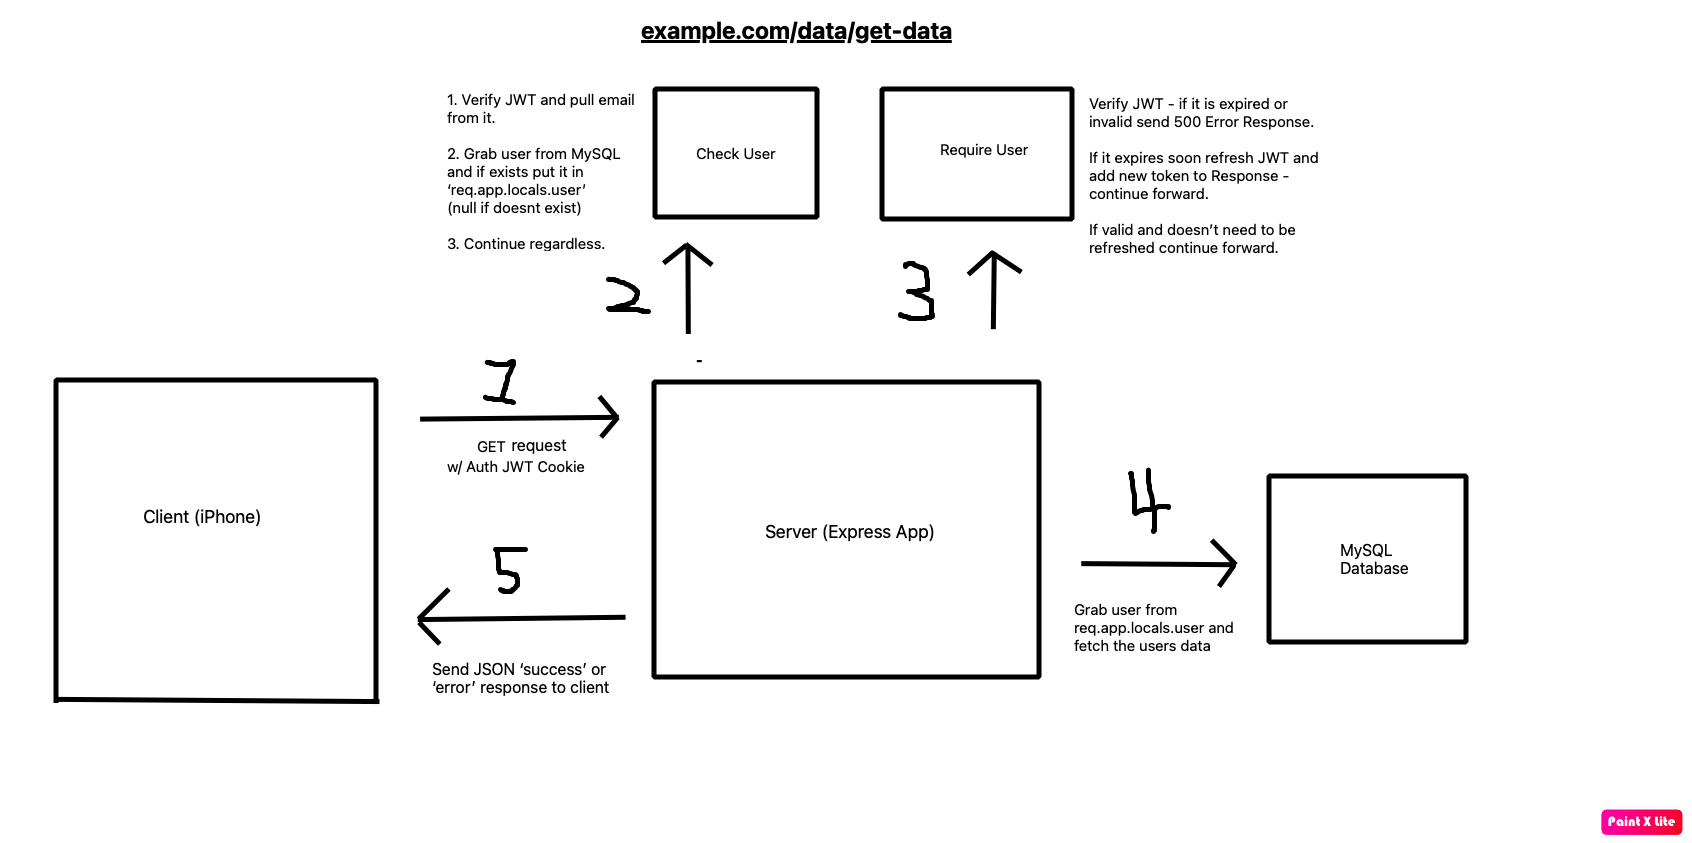 example.com/data/get-data
1. Verify JWT and pull email
from it.
2. Grab user from MySQL
and if exists put it in
‘req.app.locals.user’
(null if doesnt exist)
3. Continue regardless.
Check User
Require User
Verify JWT - if it is expired or
invalid send 500 Error Response.
If it expires soon refresh JWT and
add new token to Response -
continue forward.
If valid and doesn’t need to be
refreshed continue forward.
2
3
-
1
GET request
w/ Auth JWT Cookie
Client (iPhone)
Server (Express App)
4
MySQL
Database
Grab user from
req.app.locals.user and
fetch the users data
5
Send JSON ‘success’ or
‘error’ response to client
Paint X Lite